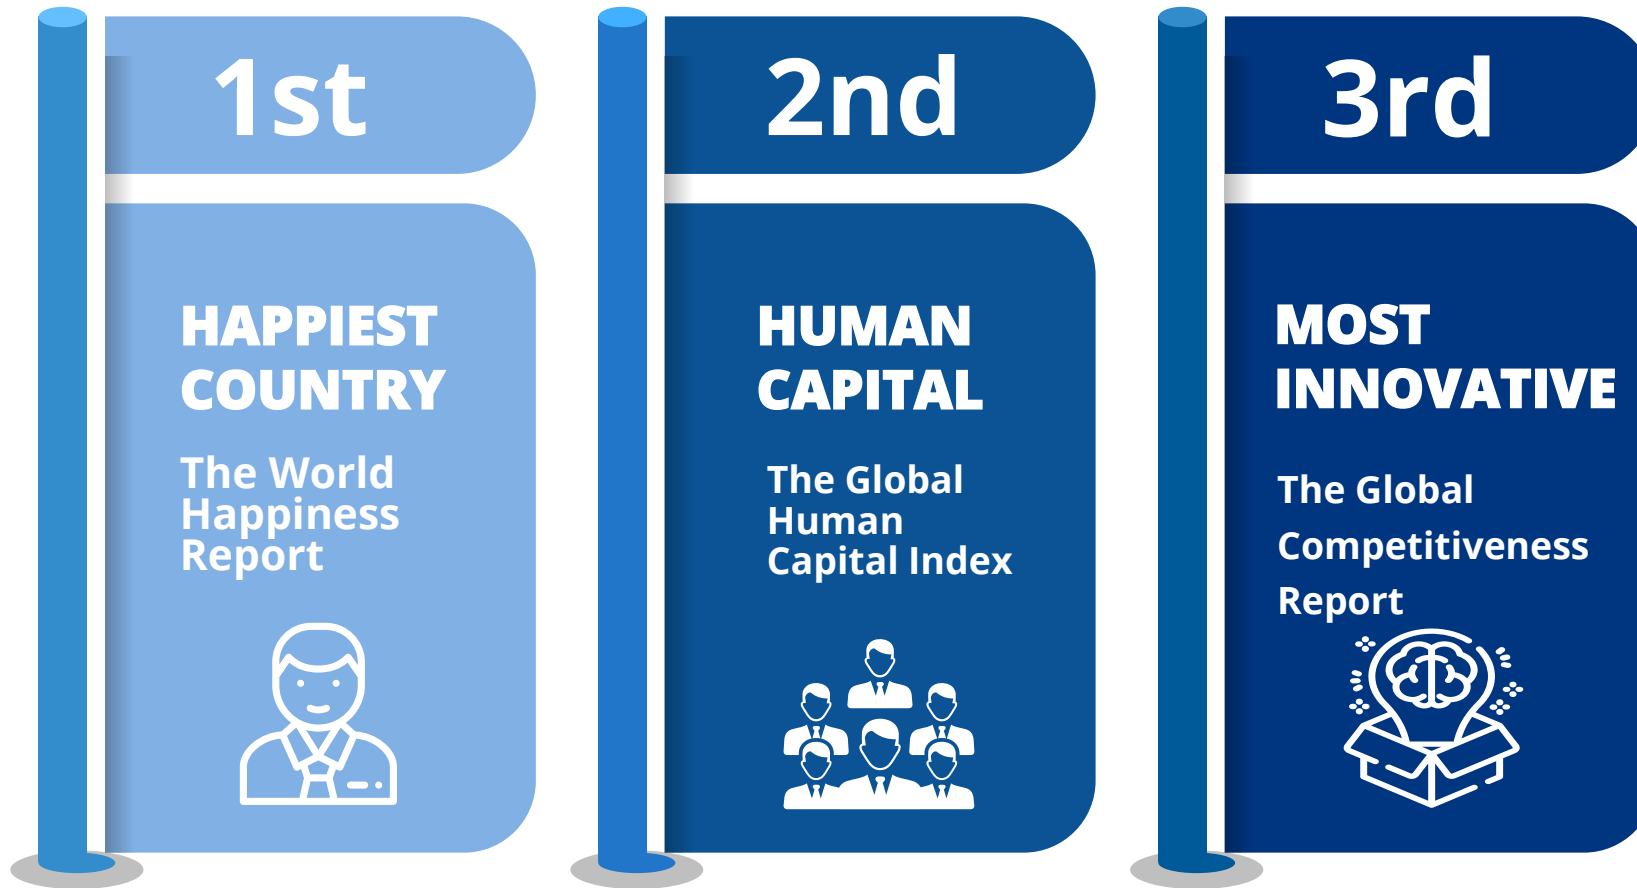 1st
HAPPIEST
COUNTRY
The World
Happiness
Report
2nd
HUMAN
CAPITAL
The Global
Human
Capital Index
3rd
MOST
INNOVATIVE
The Global
Competitiveness
Report